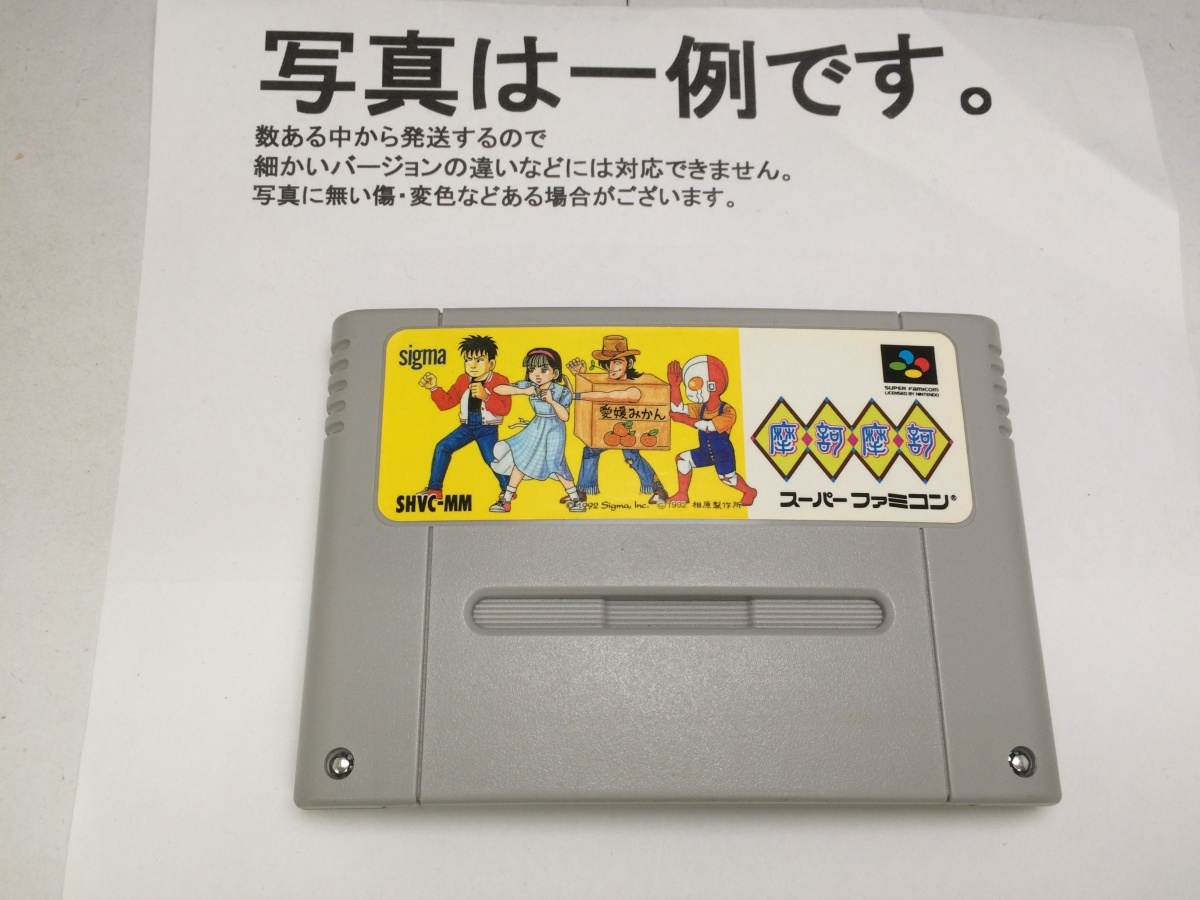 写真は一例です。
数ある中から発送するので
細かいバージョンの違いなどには対応できません。
写真に無い傷・変色などある場合がございます。
sigma
愛媛みかん
SUPER FAMICOM
LICENSED BY NINTENDO
摩訶摩訶
SHVC-MM
©1992 Sigma, Inc. ©1992 相原製作所
スーパーファミコン®